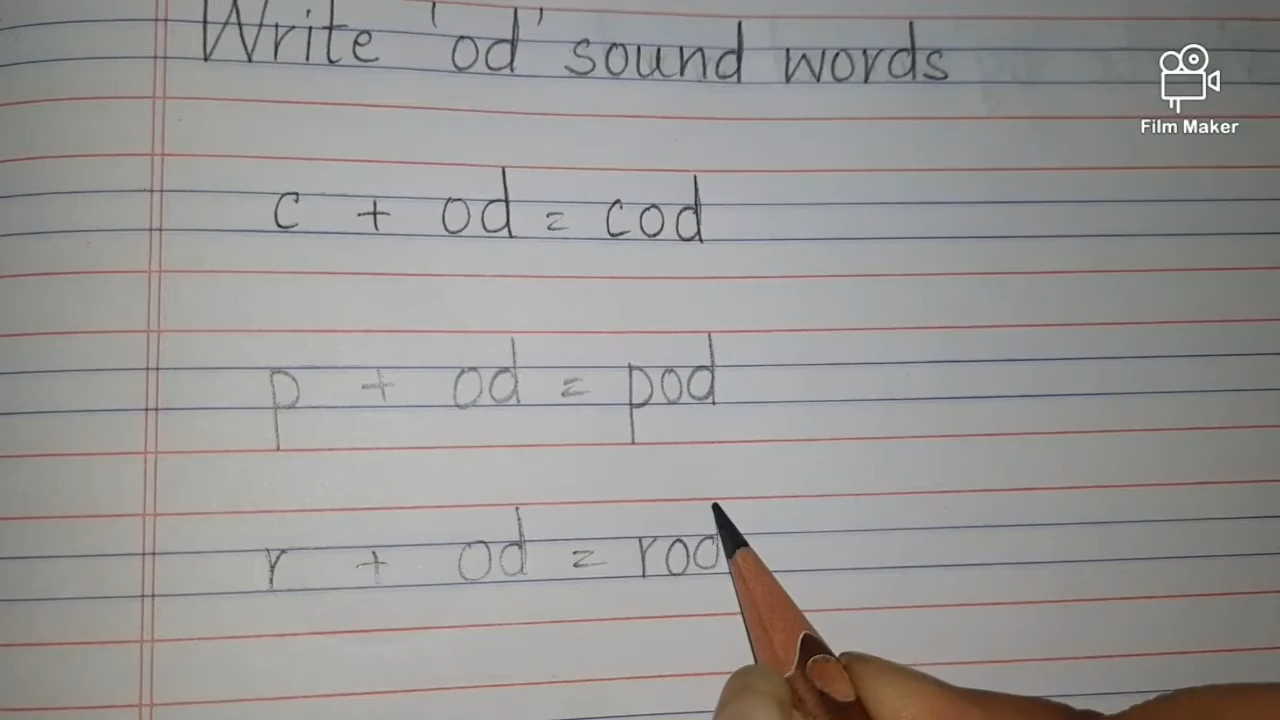 Write 'od' sound words
Film Maker
c + od = cod
p + od = pod
r + od = rod